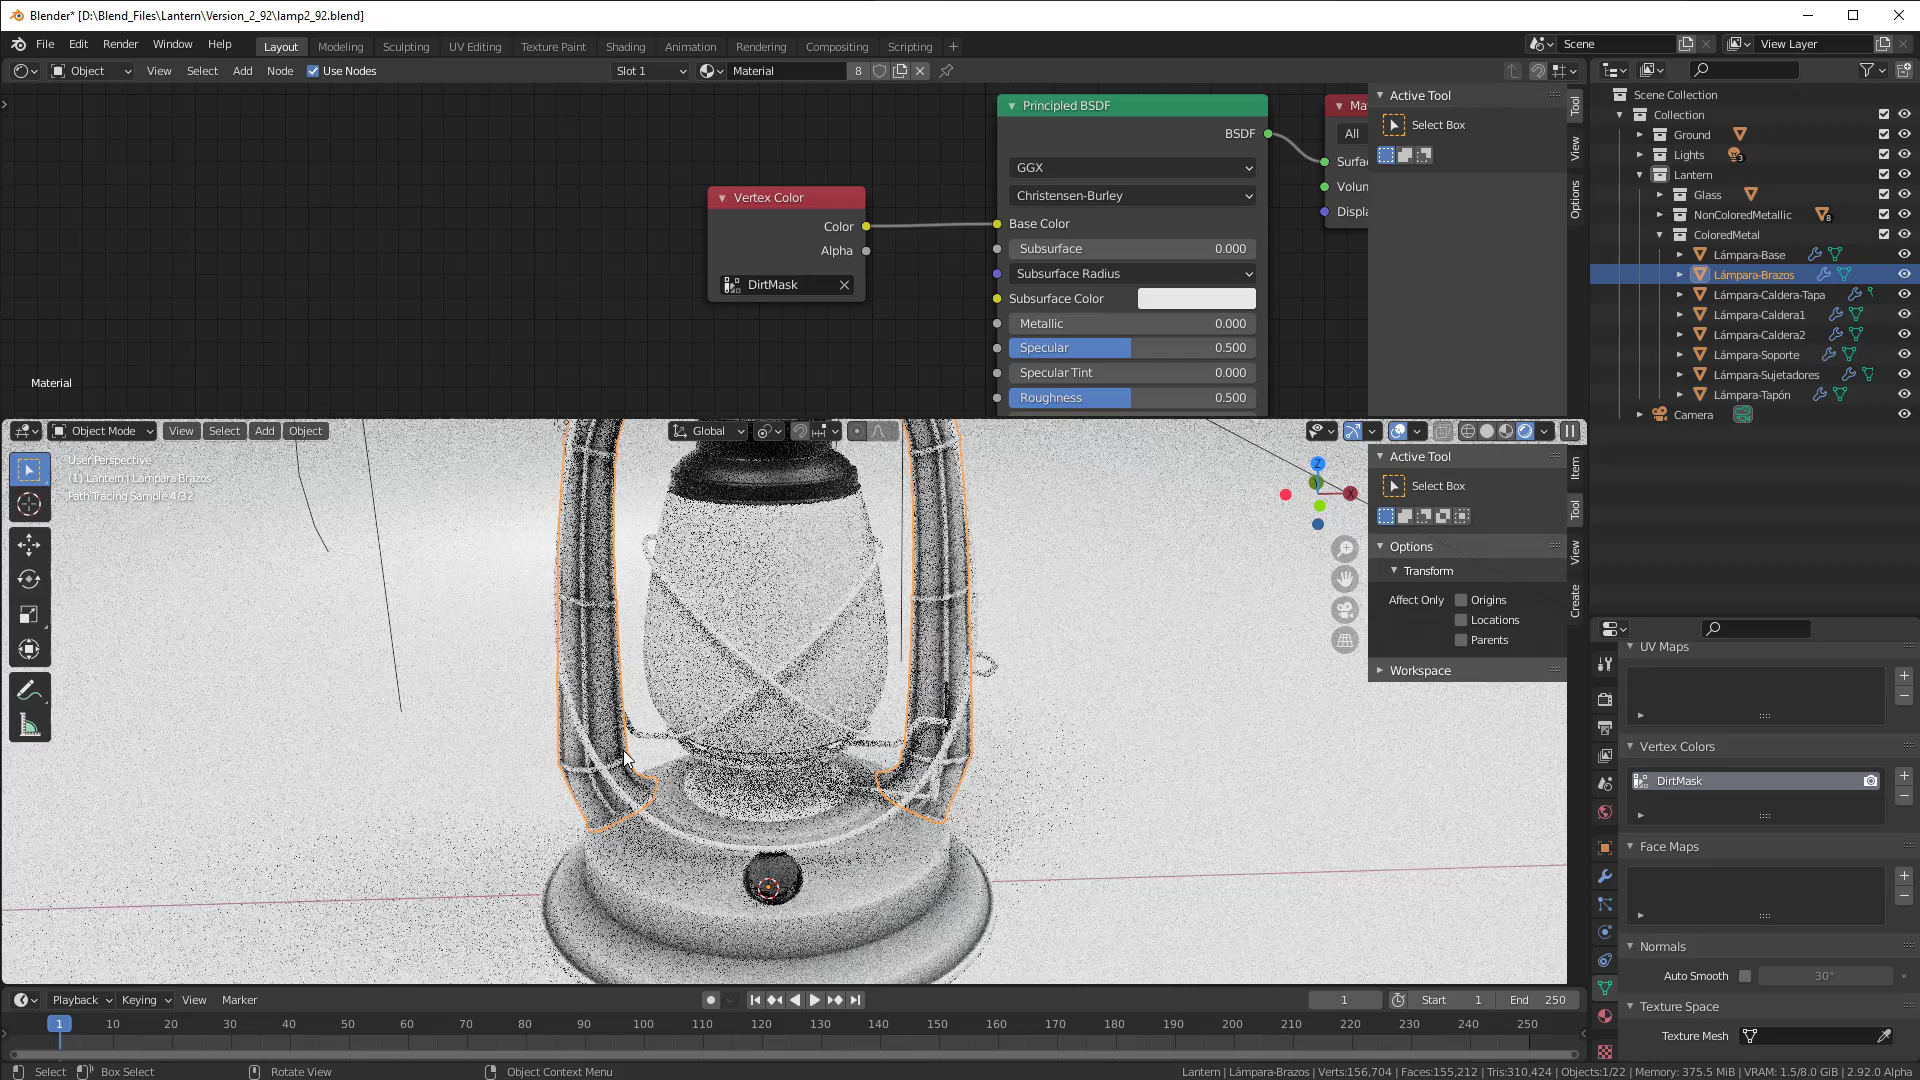 Blender* [D:\Blend_Files\Lantern\Version_2_92\lamp2_92.blend]
File Edit Render Window Help Layout Modeling Sculpting UV Editing Texture Paint Shading Animation Rendering Compositing Scripting + Scene View Layer
Object View Select Add Node Use Nodes Slot 1 Material 8
Principled BSDF
BSDF
GGX
Christensen-Burley
Base Color
Subsurface 0.000
Subsurface Radius
Subsurface Color
Metallic 0.000
Specular 0.500
Specular Tint 0.000
Roughness 0.500
Vertex Color
Color
Alpha
DirtMask
Ma
All
Surfac
Volun
Displa
Material
Active Tool
Select Box
Tool
View
Options
Scene Collection
Collection
Ground
Lights 3
Lantern
Glass
NonColoredMetallic 8
ColoredMetal
Lámpara-Base
Lámpara-Brazos
Lámpara-Caldera-Tapa
Lámpara-Caldera1
Lámpara-Caldera2
Lámpara-Soporte
Lámpara-Sujetadores
Lámpara-Tapón
Camera
Object Mode View Select Add Object Global
User Perspective
(1) Lantern | Lámpara-Brazos
Path Tracing Sample 4/32
Z
X
Active Tool
Select Box
Options
Transform
Affect Only Origins
Locations
Parents
Workspace
Item
Tool
View
Create
UV Maps
Vertex Colors
DirtMask
Face Maps
Normals
Auto Smooth 30°
Texture Space
Texture Mesh
Playback Keying View Marker 1 Start 1 End 250
1 10 20 30 40 50 60 70 80 90 100 110 120 130 140 150 160 170 180 190 200 210 220 230 240 250
Select Box Select Rotate View Object Context Menu Lantern | Lámpara-Brazos | Verts:156,704 | Faces:155,212 | Tris:310,424 | Objects:1/22 | Memory: 375.5 MiB | VRAM: 1.5/8.0 GiB | 2.92.0 Alpha